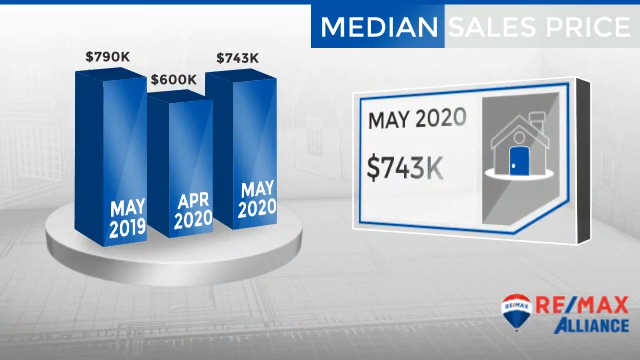 MEDIAN SALES PRICE
$790K
$600K
$743K
MAY
2019
APR
2020
MAY
2020
MAY 2020
$743K
RE/MAX
RE/MAX
ALLIANCE